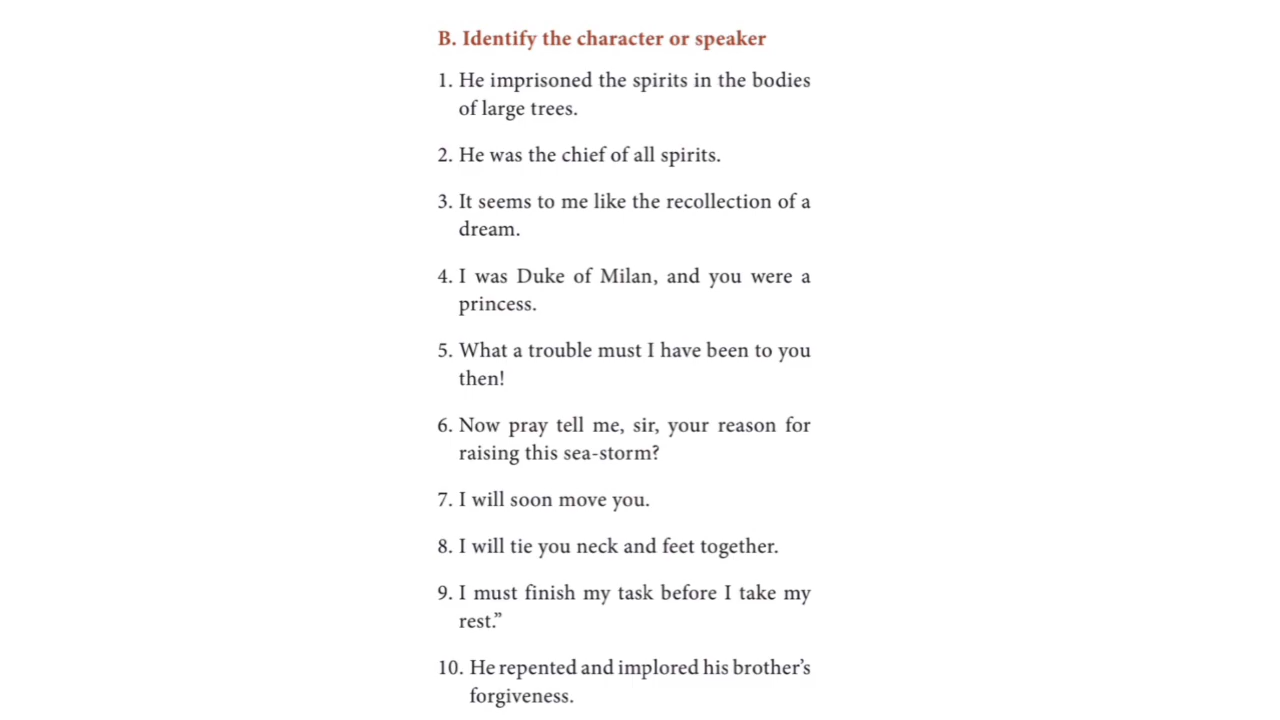 B. Identify the character or speaker
1. He imprisoned the spirits in the bodies
of large trees.
2. He was the chief of all spirits.
3. It seems to me like the recollection of a
dream.
4. I was Duke of Milan, and you were a
princess.
5. What a trouble must I have been to you
then!
6. Now pray tell me, sir, your reason for
raising this sea-storm?
7. I will soon move you.
8. I will tie you neck and feet together.
9. I must finish my task before I take my
rest.”
10. He repented and implored his brother’s
forgiveness.